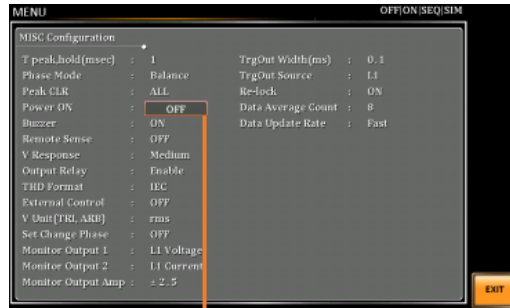 MENU
OFF|ON|SEQ|SIM
MISC Configuration
T peak,hold(msec) : 1
Phase Mode : Balance
Peak CLR : ALL
Power ON : OFF
Buzzer : ON
Remote Sense : OFF
V Response : Medium
Output Relay : Enable
THD Format : IEC
External Control : OFF
V Unit(TRI, ARB) : rms
Set Change Phase : OFF
Monitor Output 1 : L1 Voltage
Monitor Output 2 : L1 Current
Monitor Output Amp : ±2.5
TrgOut Width(ms) : 0.1
TrgOut Source : L1
Re-lock : ON
Data Average Count : 8
Data Update Rate : Fast
EXIT